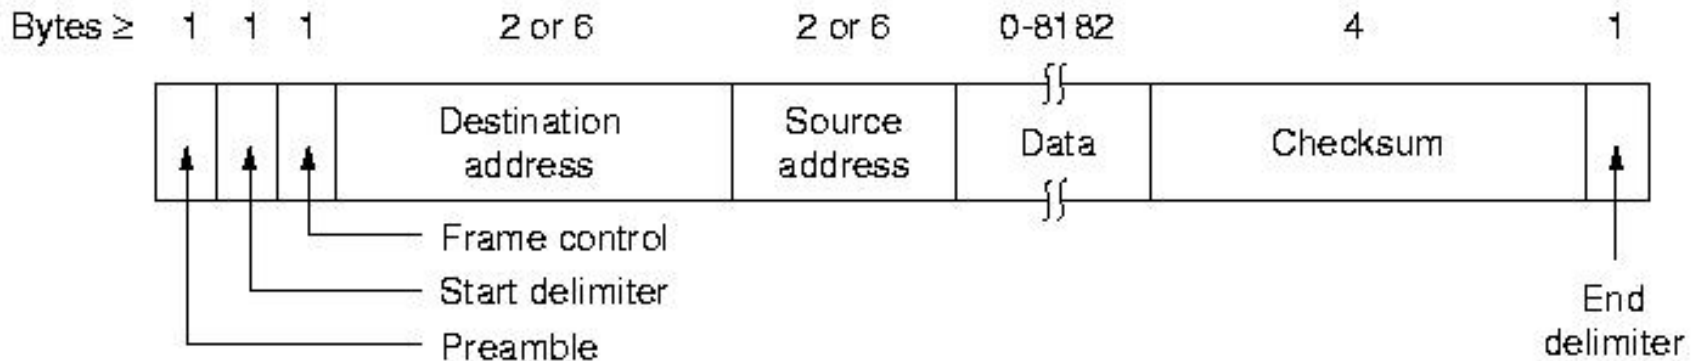 Bytes ≥ 1 1 1 2 or 6 2 or 6 0-8182 4 1
Destination address
Source address
Data
Checksum
Frame control
Start delimiter
Preamble
End delimiter